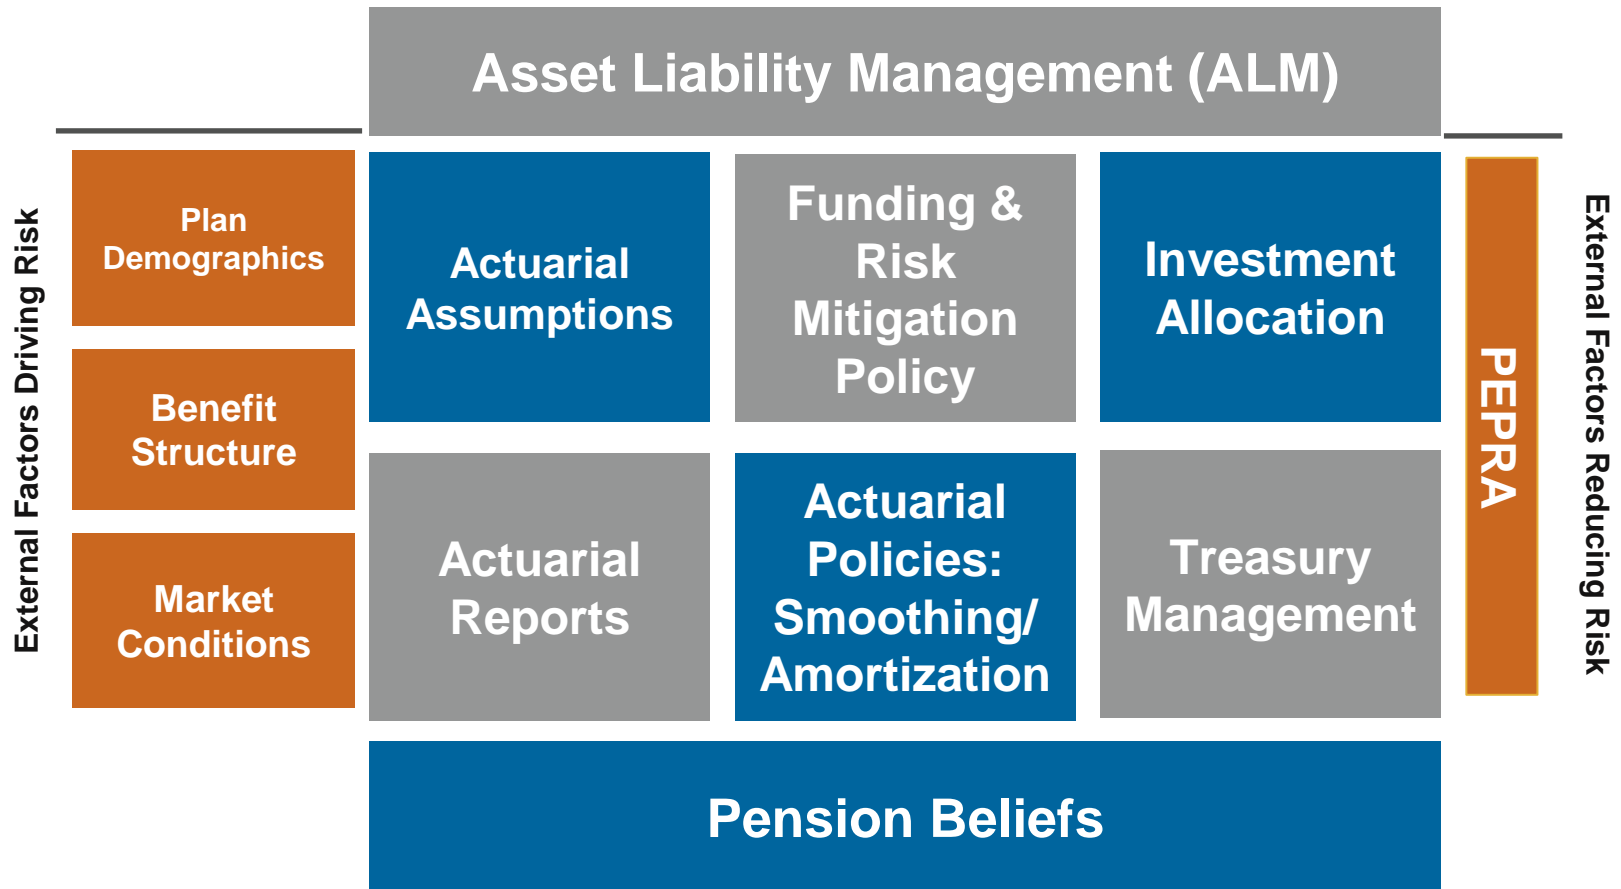 Asset Liability Management (ALM)
External Factors Driving Risk
Plan
Demographics
Benefit
Structure
Market
Conditions
Actuarial
Assumptions
Funding &
Risk
Mitigation
Policy
Investment
Allocation
Actuarial
Reports
Actuarial
Policies:
Smoothing/
Amortization
Treasury
Management
PEPRA
External Factors Reducing Risk
Pension Beliefs